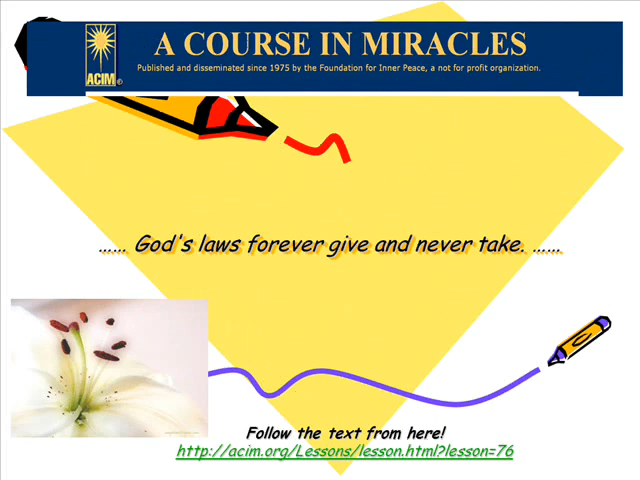 A COURSE IN MIRACLES
Published and disseminated since 1975 by the Foundation for Inner Peace, a not for profit organization.
ACIM®
…… God's laws forever give and never take. ……
Follow the text from here!
http://acim.org/Lessons/lesson.html?lesson=76